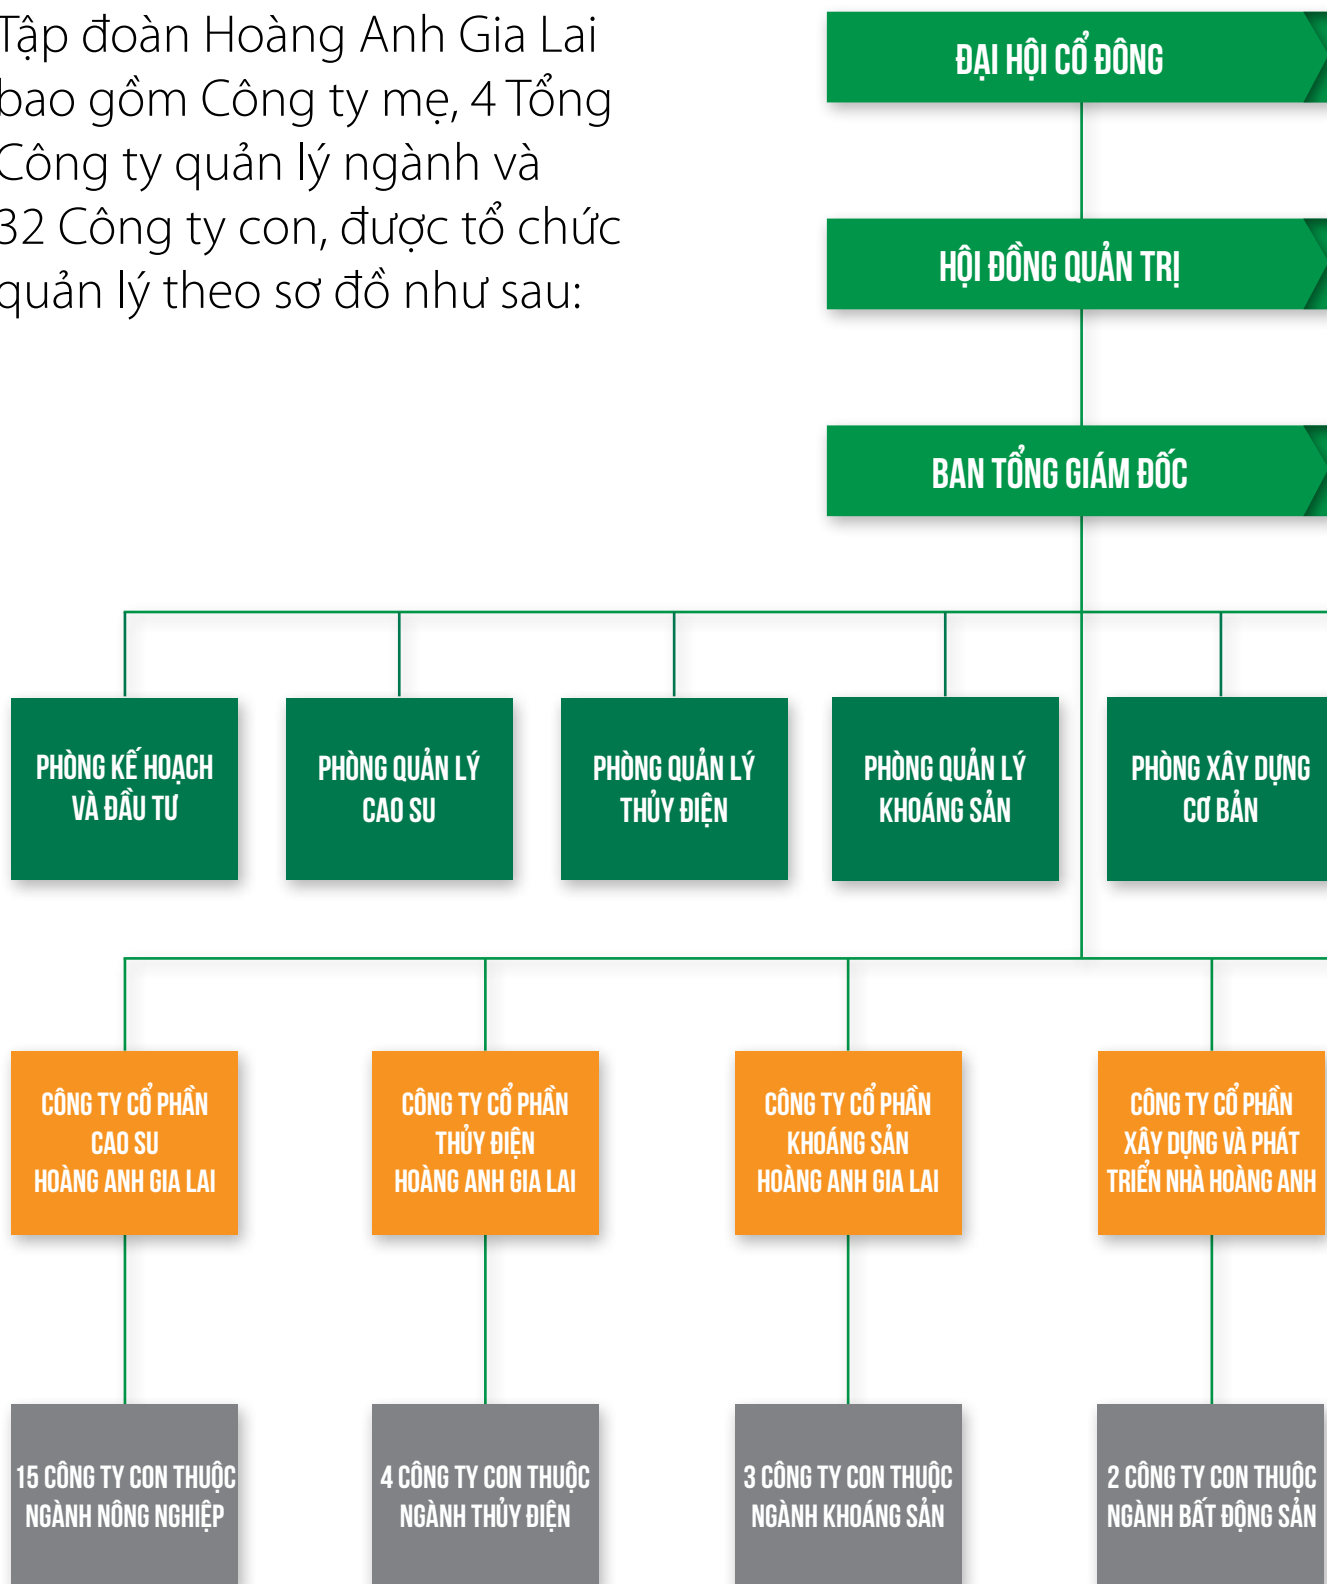 Tập đoàn Hoàng Anh Gia Lai
bao gồm Công ty mẹ, 4 Tổng
Công ty quản lý ngành và
32 Công ty con, được tổ chức
quản lý theo sơ đồ như sau:
ĐẠI HỘI CỔ ĐÔNG
HỘI ĐỒNG QUẢN TRỊ
BAN TỔNG GIÁM ĐỐC
PHÒNG KẾ HOẠCH
VÀ ĐẦU TƯ
PHÒNG QUẢN LÝ
CAO SU
PHÒNG QUẢN LÝ
THỦY ĐIỆN
PHÒNG QUẢN LÝ
KHOÁNG SẢN
PHÒNG XÂY DỰNG
CƠ BẢN
CÔNG TY CỔ PHẦN
CAO SU
HOÀNG ANH GIA LAI
CÔNG TY CỔ PHẦN
THỦY ĐIỆN
HOÀNG ANH GIA LAI
CÔNG TY CỔ PHẦN
KHOÁNG SẢN
HOÀNG ANH GIA LAI
CÔNG TY CỔ PHẦN
XÂY DỰNG VÀ PHÁT
TRIỂN NHÀ HOÀNG ANH
15 CÔNG TY CON THUỘC
NGÀNH NÔNG NGHIỆP
4 CÔNG TY CON THUỘC
NGÀNH THỦY ĐIỆN
3 CÔNG TY CON THUỘC
NGÀNH KHOÁNG SẢN
2 CÔNG TY CON THUỘC
NGÀNH BẤT ĐỘNG SẢN